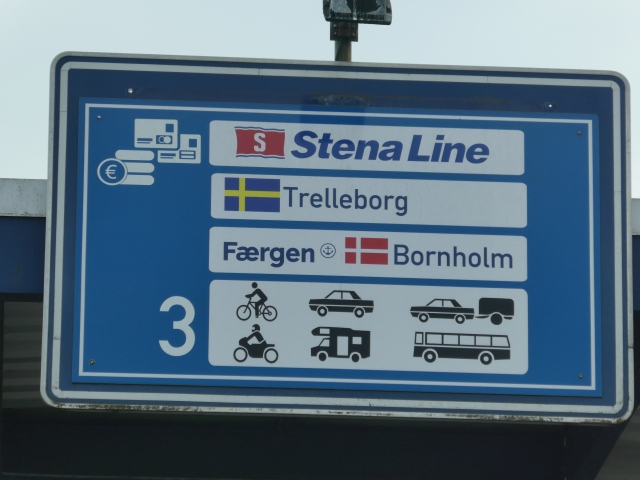 S Stena Line
Trelleborg
Færgen Bornholm
€
3